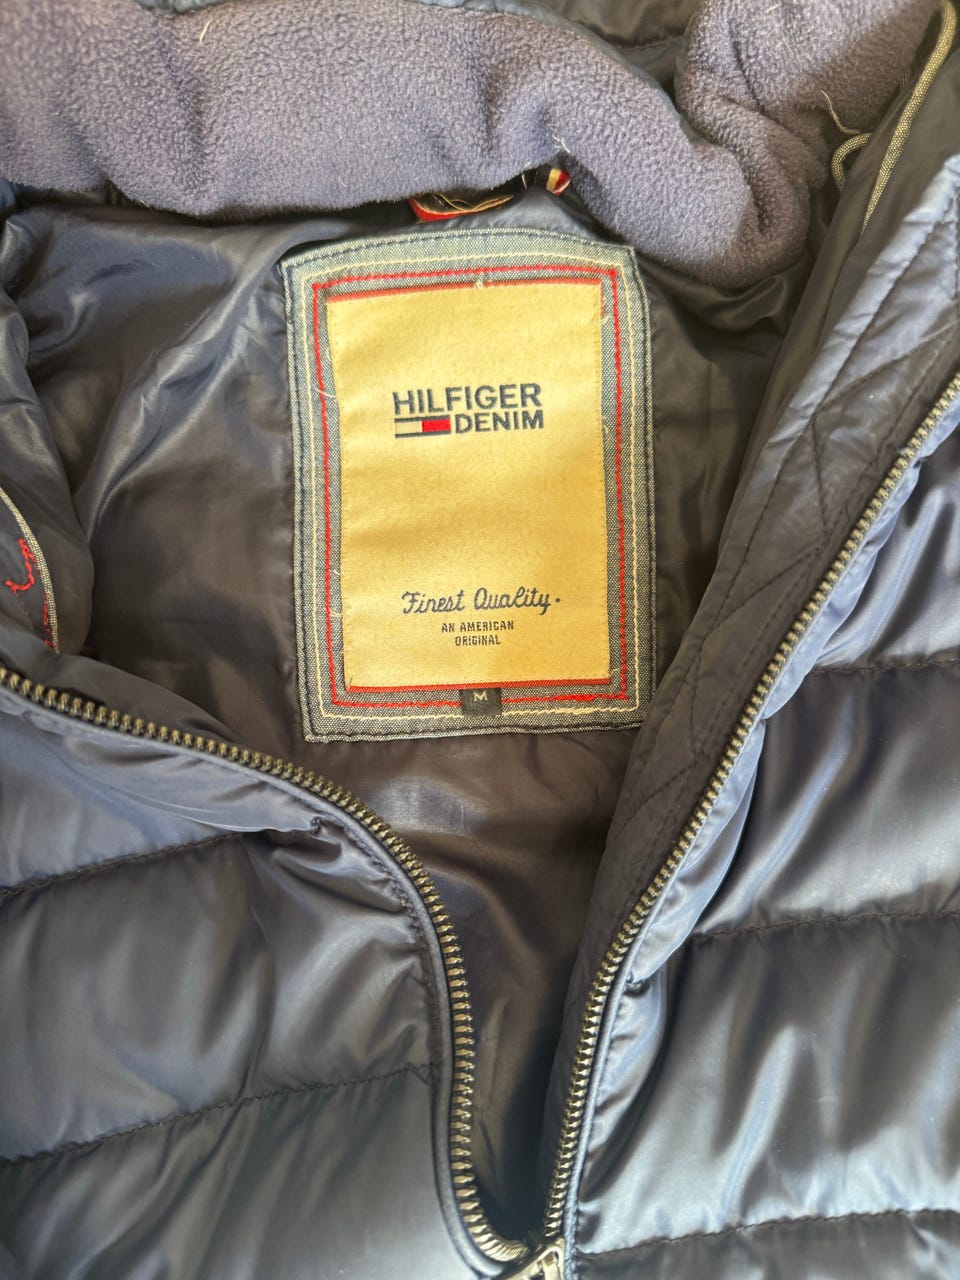 HILFIGER
DENIM
Finest Quality.
AN AMERICAN
ORIGINAL
M